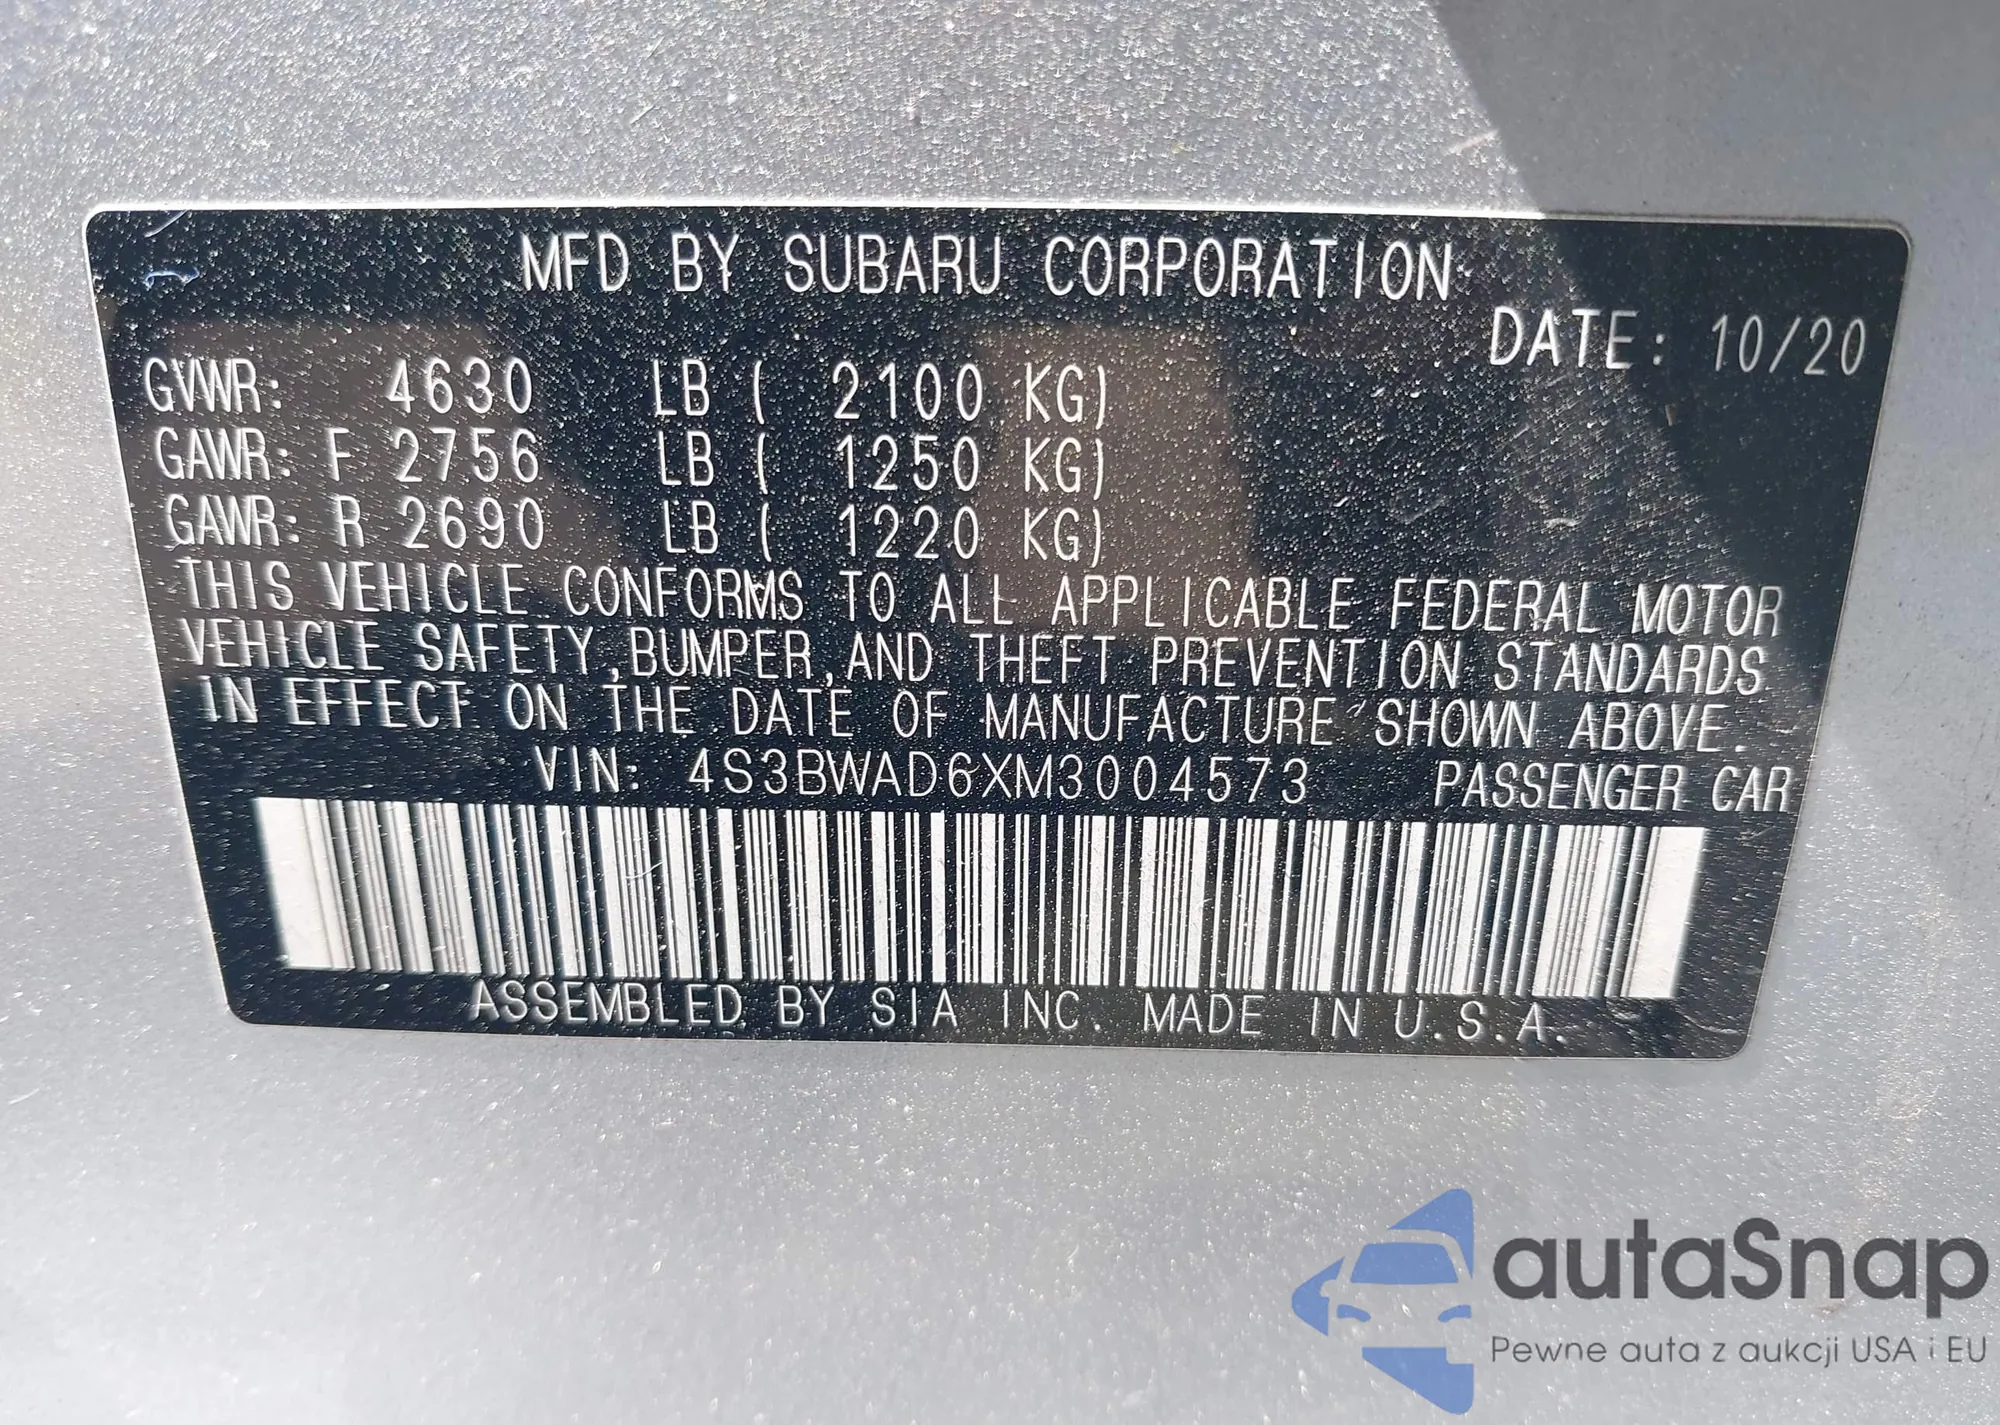 MFD BY SUBARU CORPORATION
DATE: 10/20
GVWR: 4630 LB ( 2100 KG)
GAWR: F 2756 LB ( 1250 KG)
GAWR: R 2690 LB ( 1220 KG)
THIS VEHICLE CONFORMS TO ALL APPLICABLE FEDERAL MOTOR
VEHICLE SAFETY,BUMPER,AND THEFT PREVENTION STANDARDS
IN EFFECT ON THE DATE OF MANUFACTURE SHOWN ABOVE.
VIN: 4S3BWAD6XM3004573 PASSENGER CAR
ASSEMBLED BY SIA INC. MADE IN U.S.A.
autaSnap
Pewne auta z aukcji USA i EU